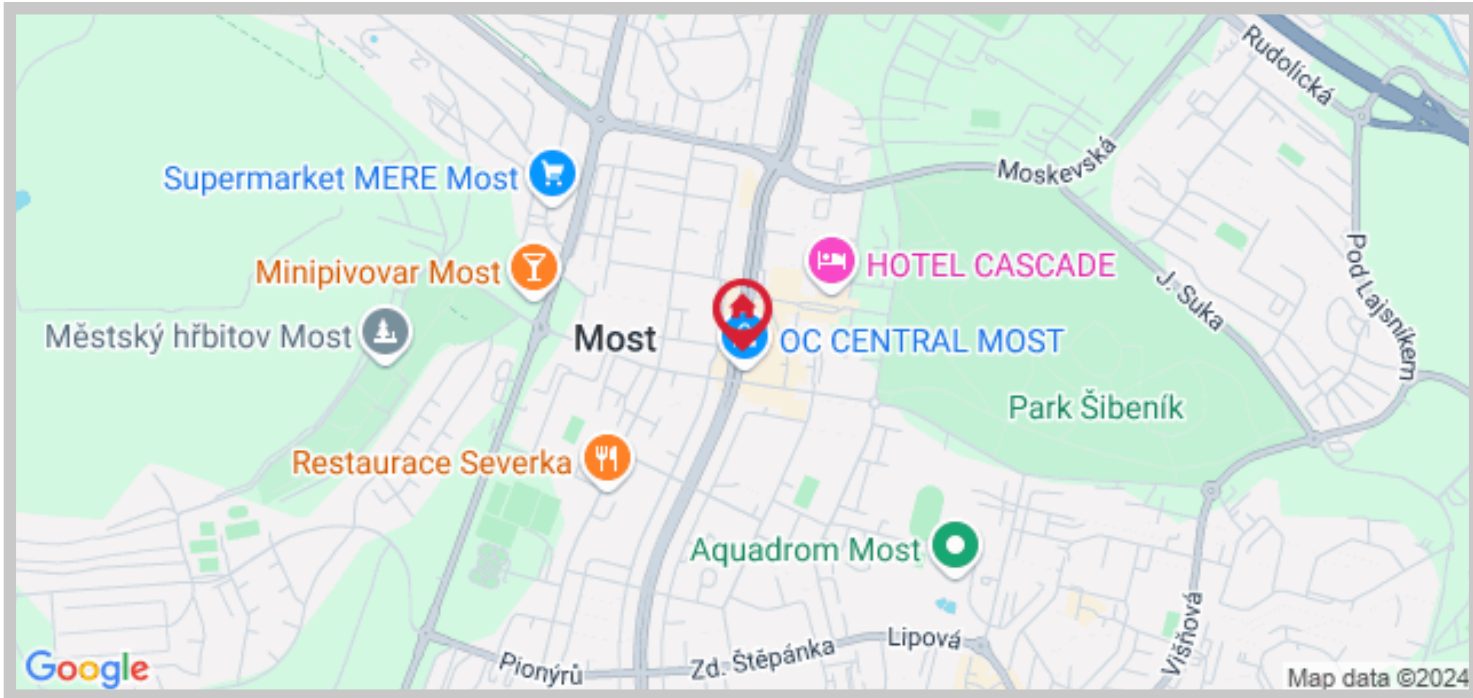 Rudolická
Moskevská
Supermarket MERE Most
Minipivovar Most
HOTEL CASCADE
Pod Lajsníkem
J. Suka
Městský hřbitov Most
Most
OC CENTRAL MOST
Park Šibeník
Restaurace Severka
Aquadrom Most
Višňová
Lipová
Zd. Štěpánka
Pionýrů
Google
Map data ©2024